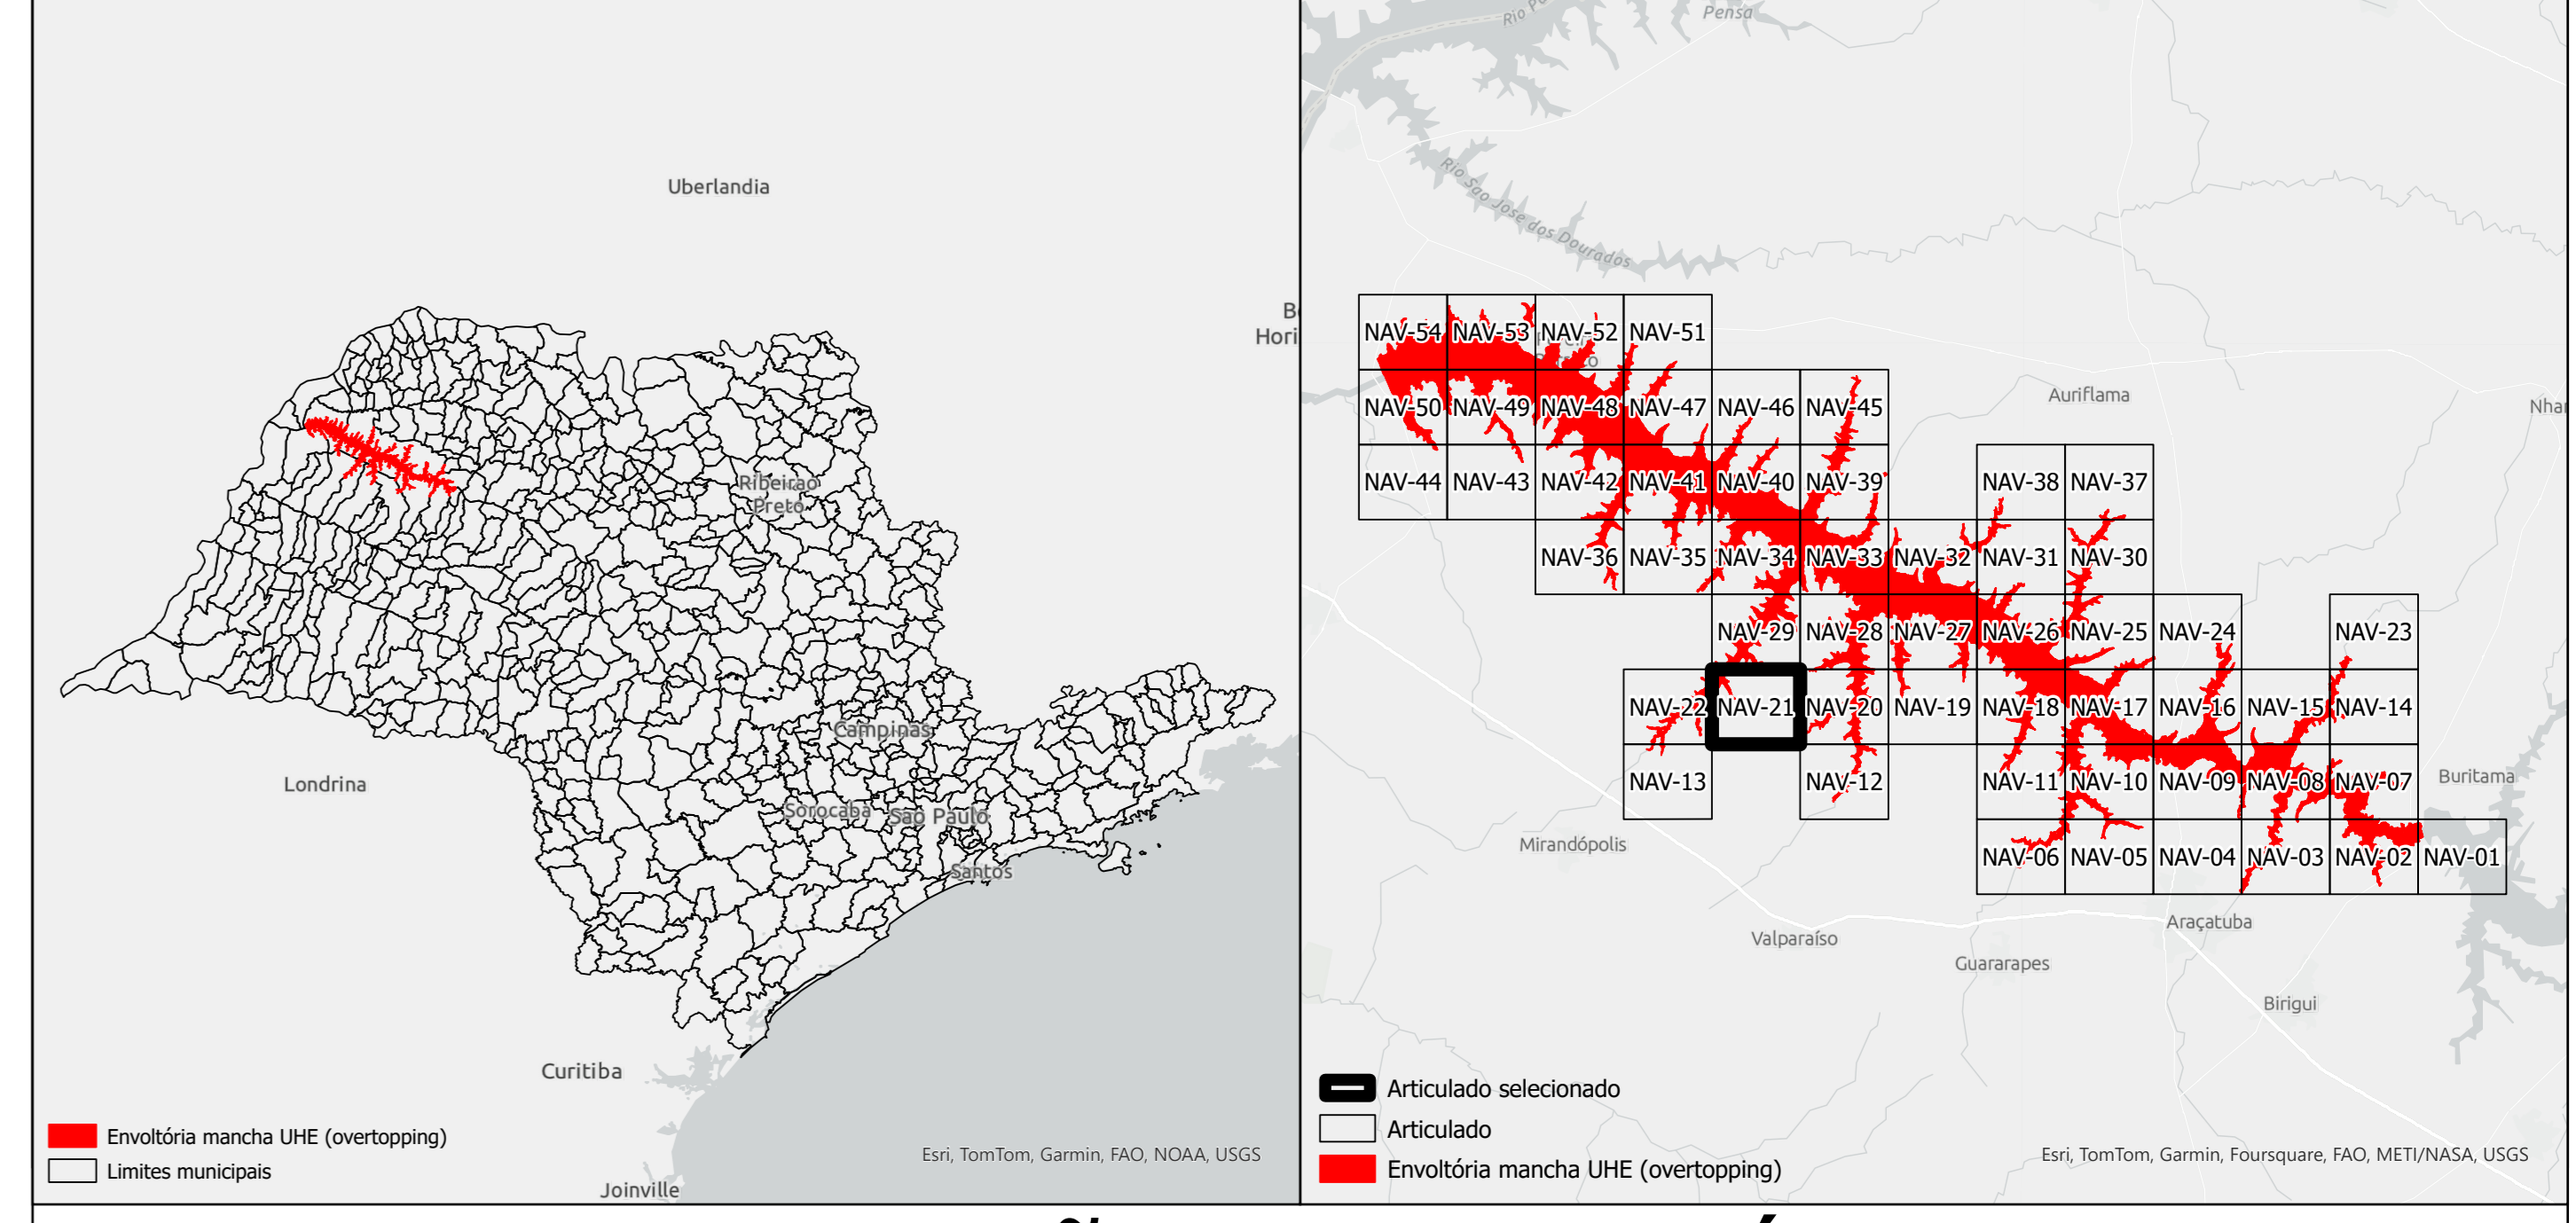 Uberlandia
Ribeirao
Preto
Campinas
Londrina
Sorocaba
Sao Paulo
Santos
Curitiba
Joinville
Envoltória mancha UHE (overtopping)
Limites municipais
Esri, TomTom, Garmin, FAO, NOAA, USGS
Pensa
Rio Sao Jose dos Dourados
NAV-54 NAV-53 NAV-52 NAV-51
NAV-50 NAV-49 NAV-48 NAV-47 NAV-46 NAV-45
Auriflama
NAV-44 NAV-43 NAV-42 NAV-41 NAV-40 NAV-39 NAV-38 NAV-37
NAV-36 NAV-35 NAV-34 NAV-33 NAV-32 NAV-31 NAV-30
NAV-29 NAV-28 NAV-27 NAV-26 NAV-25 NAV-24 NAV-23
NAV-22 NAV-21 NAV-20 NAV-19 NAV-18 NAV-17 NAV-16 NAV-15 NAV-14
NAV-13 NAV-12 NAV-11 NAV-10 NAV-09 NAV-08 NAV-07
Buritama
Mirandópolis
NAV-06 NAV-05 NAV-04 NAV-03 NAV-02 NAV-01
Araçatuba
Valparaíso
Guararapes
Birigui
Articulado selecionado
Articulado
Envoltória mancha UHE (overtopping)
Esri, TomTom, Garmin, Foursquare, FAO, METI/NASA, USGS